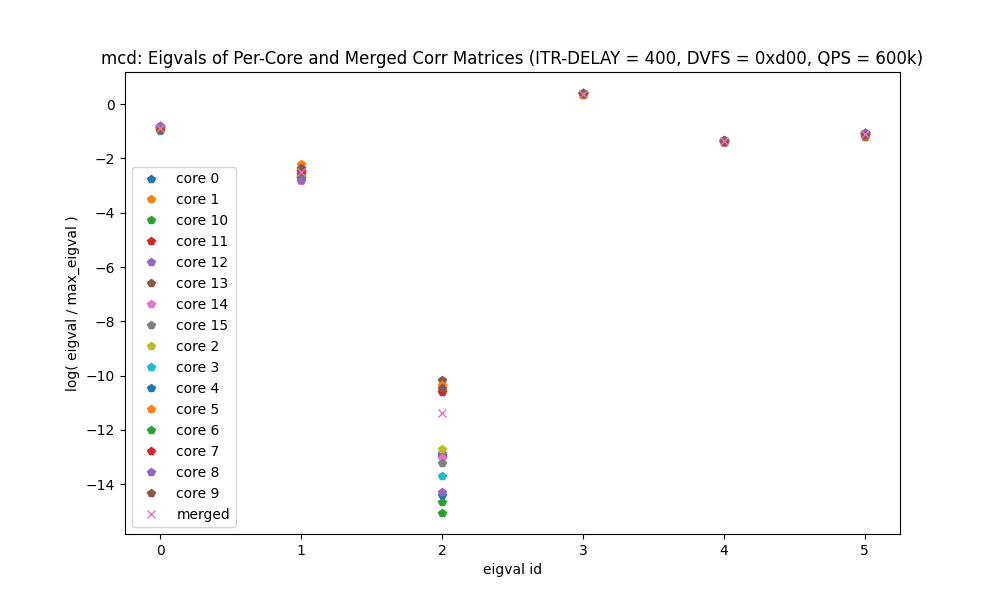 mcd: Eigvals of Per-Core and Merged Corr Matrices (ITR-DELAY = 400, DVFS = 0xd00, QPS = 600k)
log( eigval / max_eigval )
0
−2
−4
−6
−8
−10
−12
−14
core 0
core 1
core 10
core 11
core 12
core 13
core 14
core 15
core 2
core 3
core 4
core 5
core 6
core 7
core 8
core 9
merged
0 1 2 3 4 5
eigval id